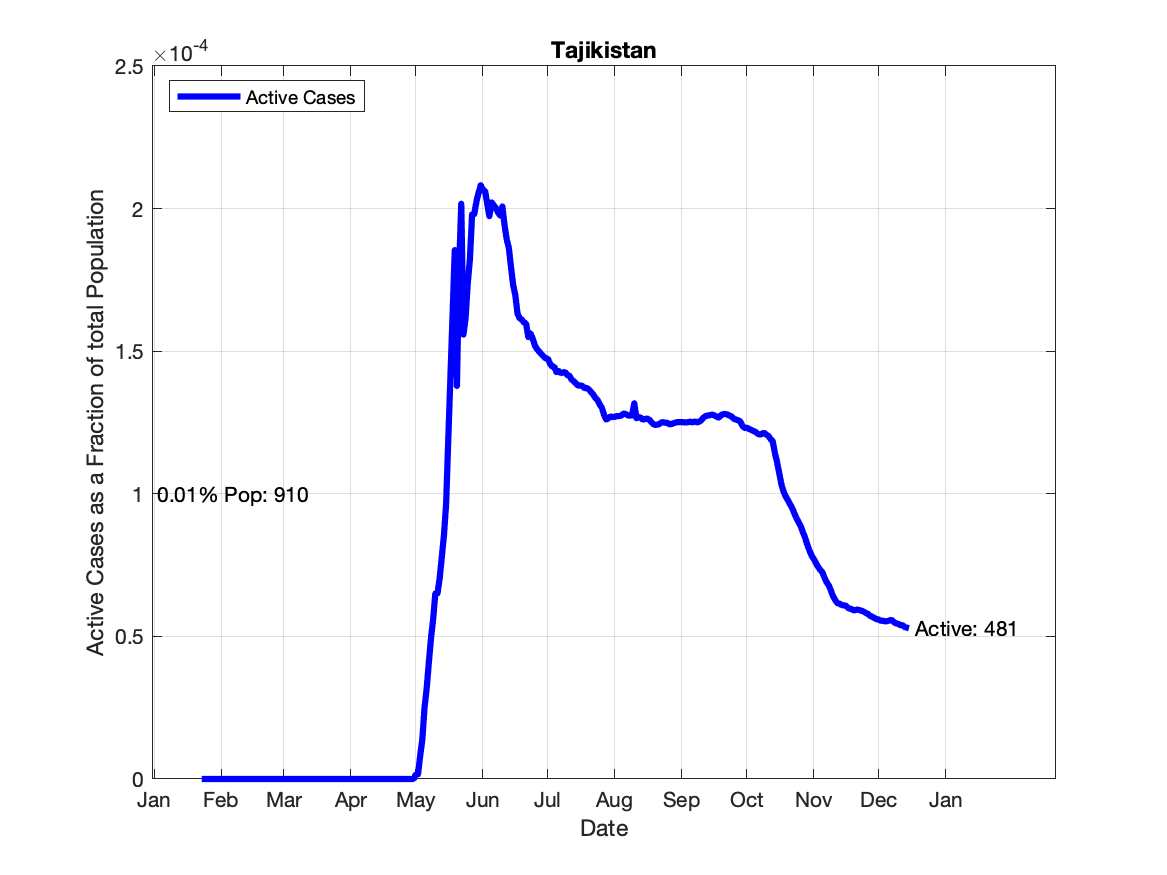 Tajikistan
×10-4
Active Cases
2.5
2
1.5
1
0.5
0
0.01% Pop: 910
Active: 481
Active Cases as a Fraction of total Population
Jan Feb Mar Apr May Jun Jul Aug Sep Oct Nov Dec Jan
Date